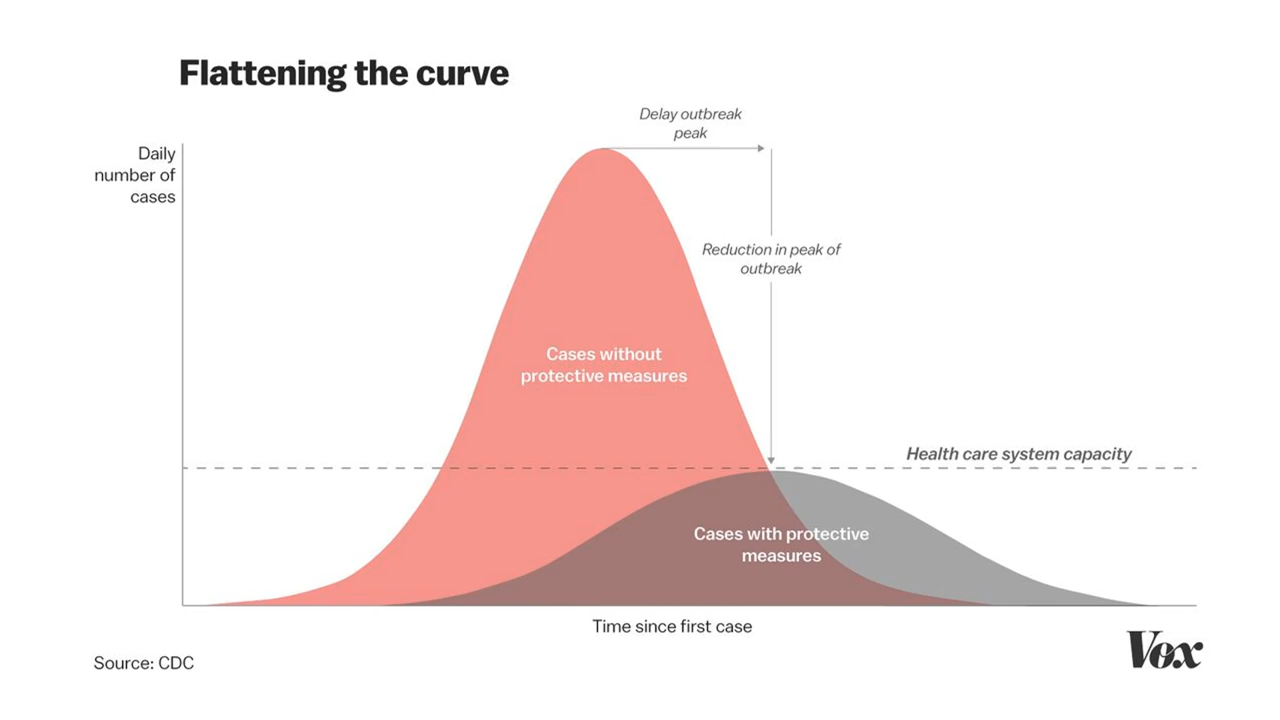 Flattening the curve
Delay outbreak
peak
Daily
number of
cases
Reduction in peak of
outbreak
Cases without
protective measures
Health care system capacity
Cases with protective
measures
Time since first case
Source: CDC
Vox